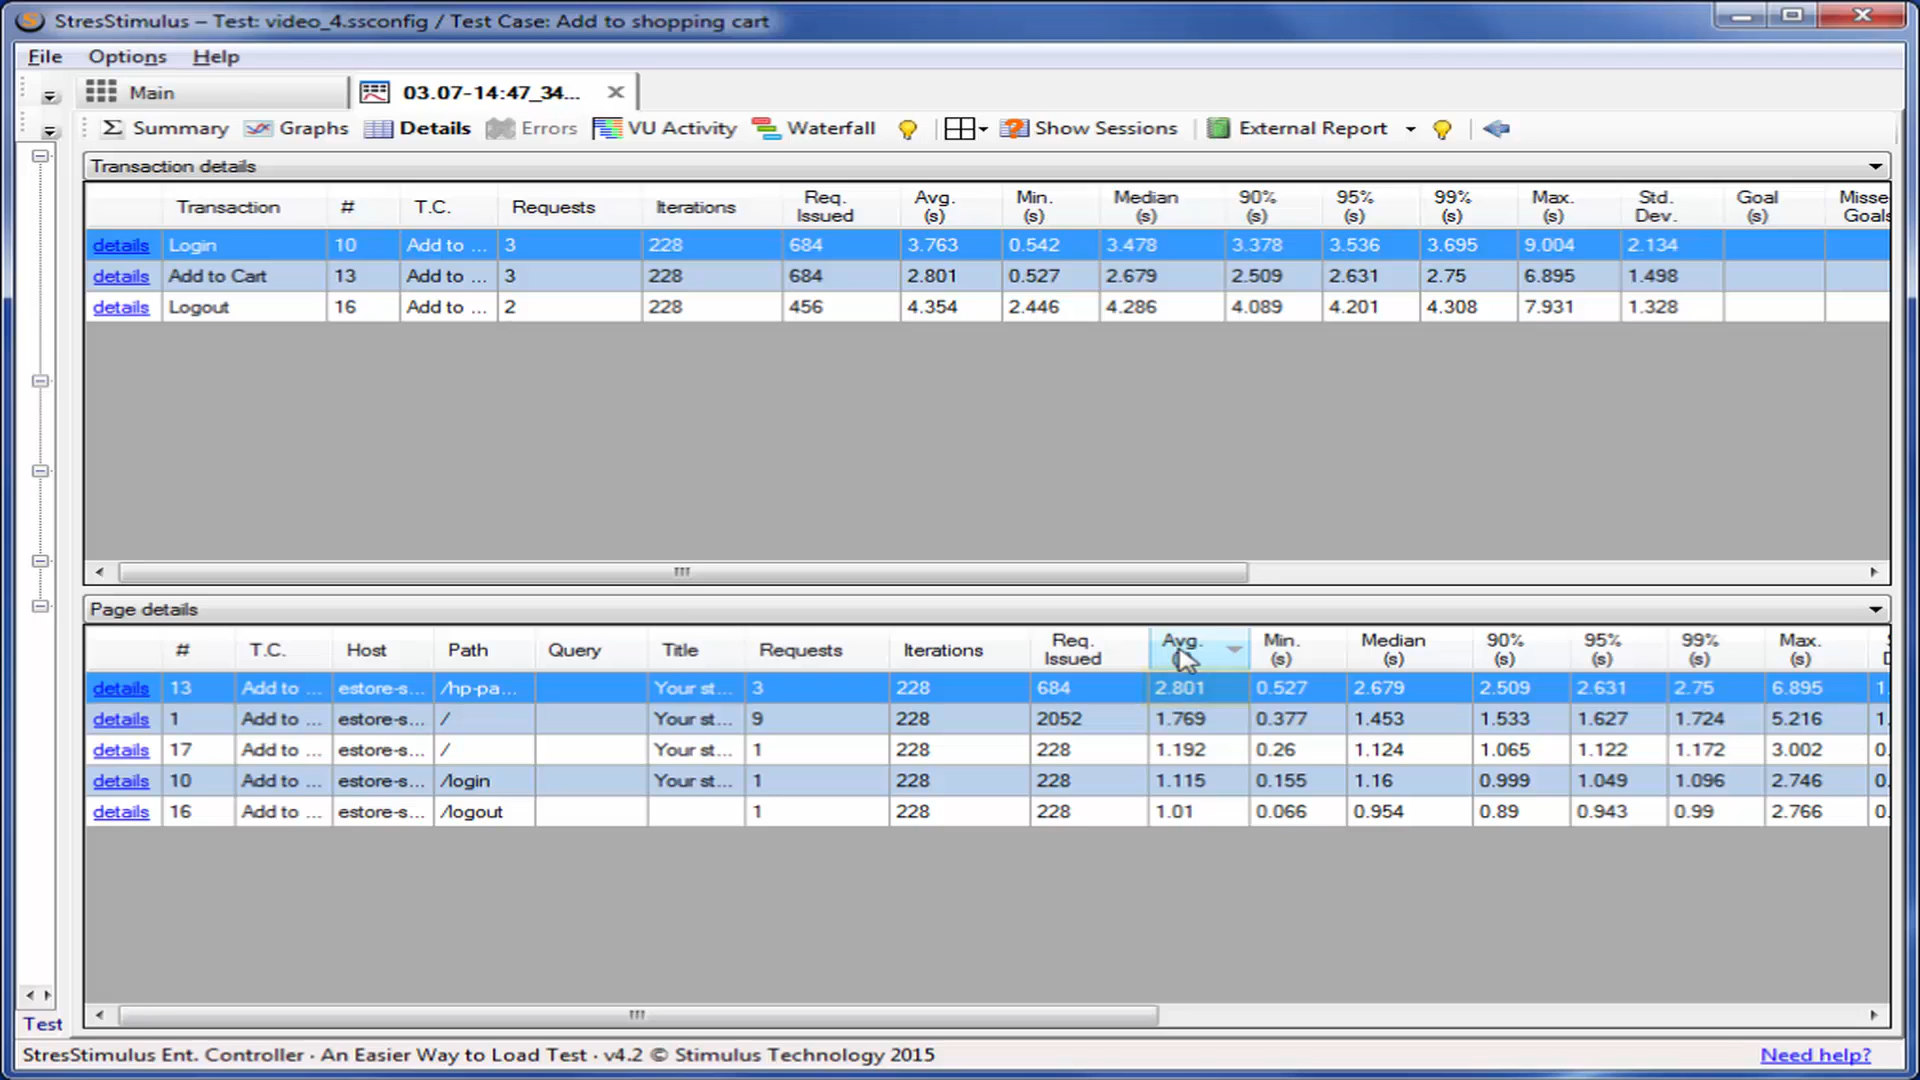 StresStimulus – Test: video_4.ssconfig / Test Case: Add to shopping cart
File Options Help
Main 03.07-14:47_34...
Σ Summary Graphs Details Errors VU Activity Waterfall Show Sessions External Report
Transaction details
Transaction # T.C. Requests Iterations Req. Issued Avg. (s) Min. (s) Median (s) 90% (s) 95% (s) 99% (s) Max. (s) Std. Dev. Goal (s) Misse Goals
details Login 10 Add to ... 3 228 684 3.763 0.542 3.478 3.378 3.536 3.695 9.004 2.134
details Add to Cart 13 Add to ... 3 228 684 2.801 0.527 2.679 2.509 2.631 2.75 6.895 1.498
details Logout 16 Add to ... 2 228 456 4.354 2.446 4.286 4.089 4.201 4.308 7.931 1.328
Page details
# T.C. Host Path Query Title Requests Iterations Req. Issued Avg. Min. (s) Median (s) 90% (s) 95% (s) 99% (s) Max. (s)
details 13 Add to ... estore-s... /hp-pa... Your st... 3 228 684 2.801 0.527 2.679 2.509 2.631 2.75 6.895 1.
details 1 Add to ... estore-s... / Your st... 9 228 2052 1.769 0.377 1.453 1.533 1.627 1.724 5.216 1.
details 17 Add to ... estore-s... / Your st... 1 228 228 1.192 0.26 1.124 1.065 1.122 1.172 3.002 0.
details 10 Add to ... estore-s... /login Your st... 1 228 228 1.115 0.155 1.16 0.999 1.049 1.096 2.746 0.
details 16 Add to ... estore-s... /logout 1 228 228 1.01 0.066 0.954 0.89 0.943 0.99 2.766 0.
Test
StresStimulus Ent. Controller · An Easier Way to Load Test · v4.2 © Stimulus Technology 2015 Need help?